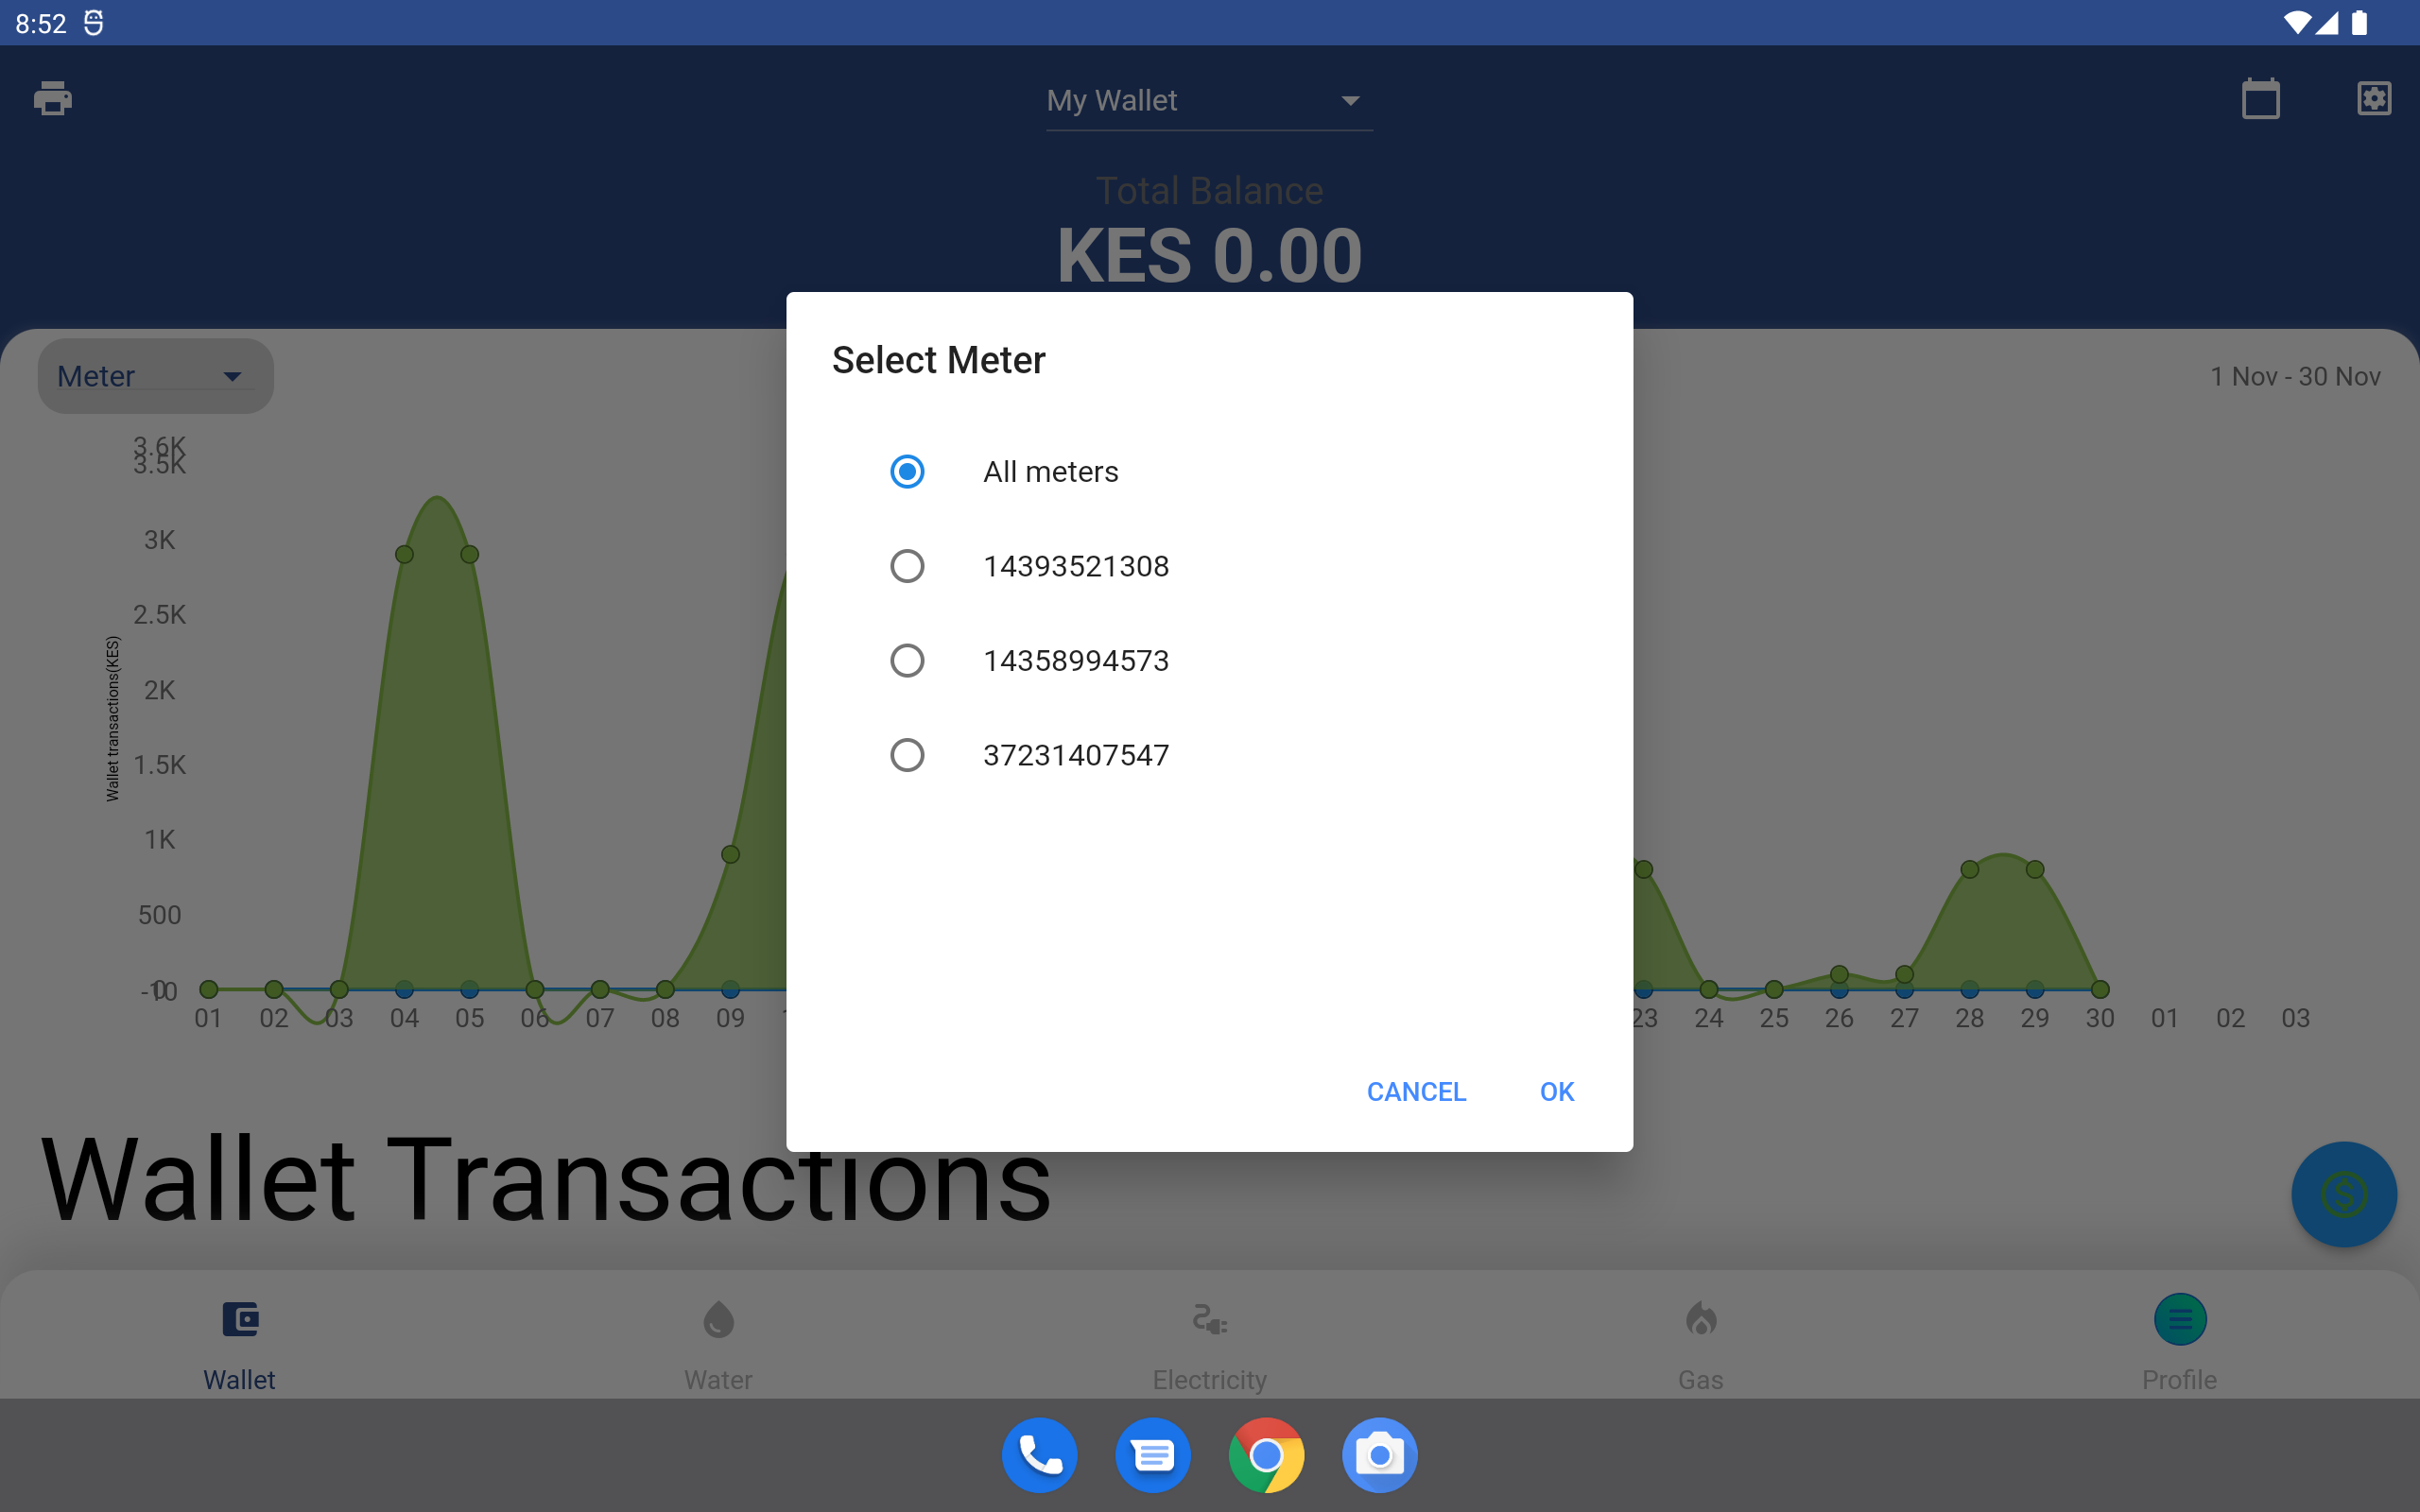 8:52
My Wallet
Total Balance
KES 0.00
Meter
1 Nov - 30 Nov
Select Meter
All meters
14393521308
14358994573
37231407547
CANCEL
OK
Wallet transactions(KES)
3.6K
3.5K
3K
2.5K
2K
1.5K
1K
500
0
-10
01 02 03 04 05 06 07 08 09 23 24 25 26 27 28 29 30 01 02 03
Wallet Transactions
Wallet
Water
Electricity
Gas
Profile